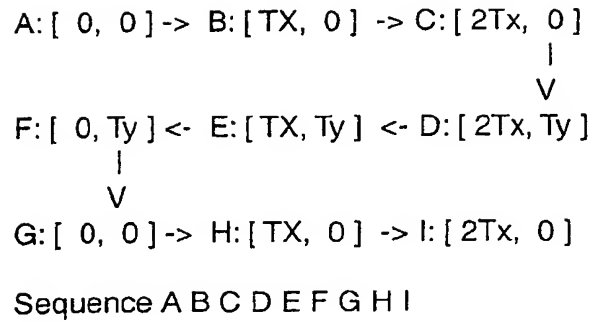 A: [ 0, 0 ] -> B: [ TX, 0 ] -> C: [ 2Tx, 0 ]
|
V
F: [ 0, Ty ] <- E: [ TX, Ty ] <- D: [ 2Tx, Ty ]
|
V
G: [ 0, 0 ] -> H: [ TX, 0 ] -> I: [ 2Tx, 0 ]
Sequence A B C D E F G H I